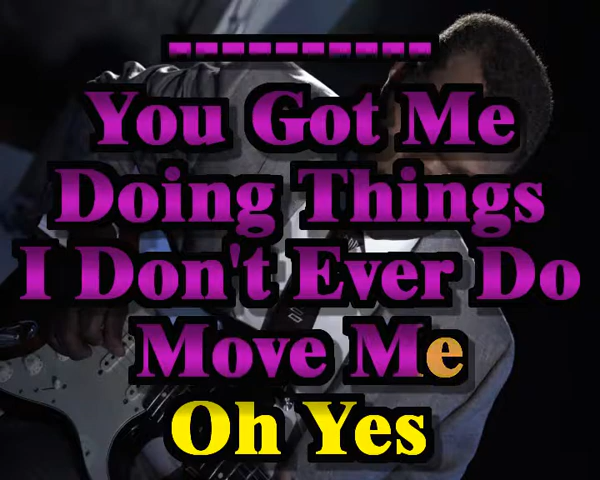 ----------
You Got Me
Doing Things
I Don't Ever Do
Move Me
Oh Yes